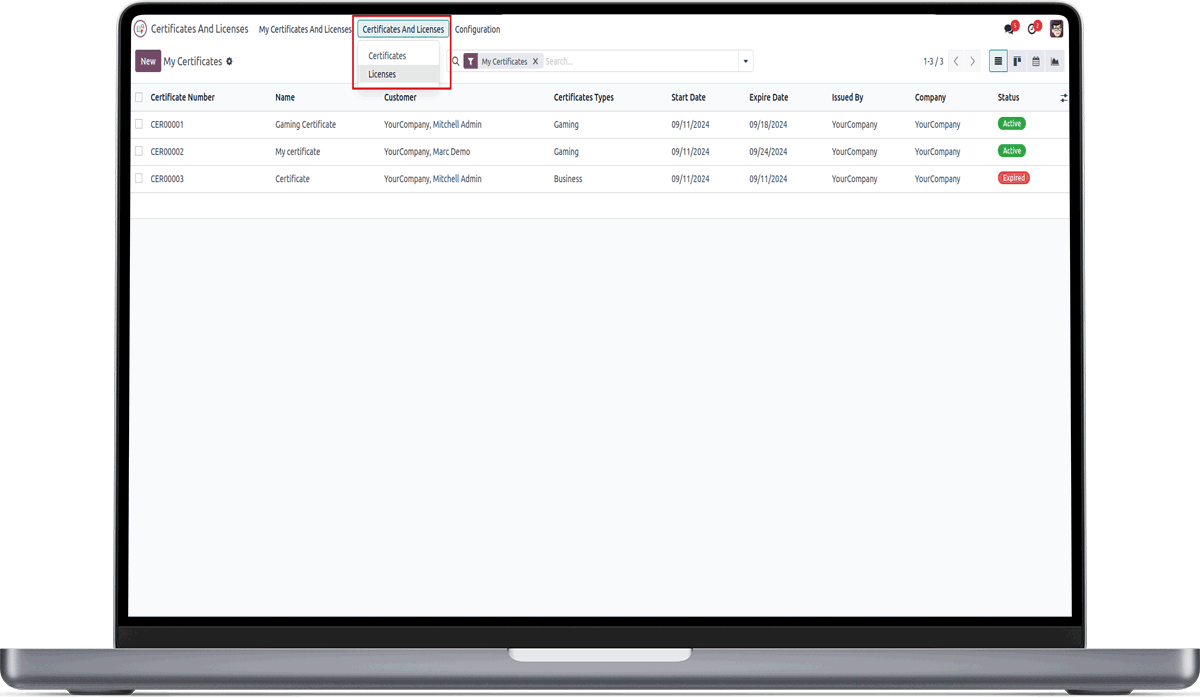 Certificates And Licenses My Certificates And Licenses Certificates And Licenses Configuration 5 2
New My Certificates Certificates My Certificates Search... 1-3 / 3
Licenses
Certificate Number Name Customer Certificates Types Start Date Expire Date Issued By Company Status
CER00001 Gaming Certificate YourCompany, Mitchell Admin Gaming 09/11/2024 09/18/2024 YourCompany YourCompany Active
CER00002 My certificate YourCompany, Marc Demo Gaming 09/11/2024 09/24/2024 YourCompany YourCompany Active
CER00003 Certificate YourCompany, Mitchell Admin Business 09/11/2024 09/11/2024 YourCompany YourCompany Expired